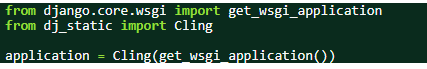 from django.core.wsgi import get_wsgi_application
from dj_static import Cling
application = Cling(get_wsgi_application())